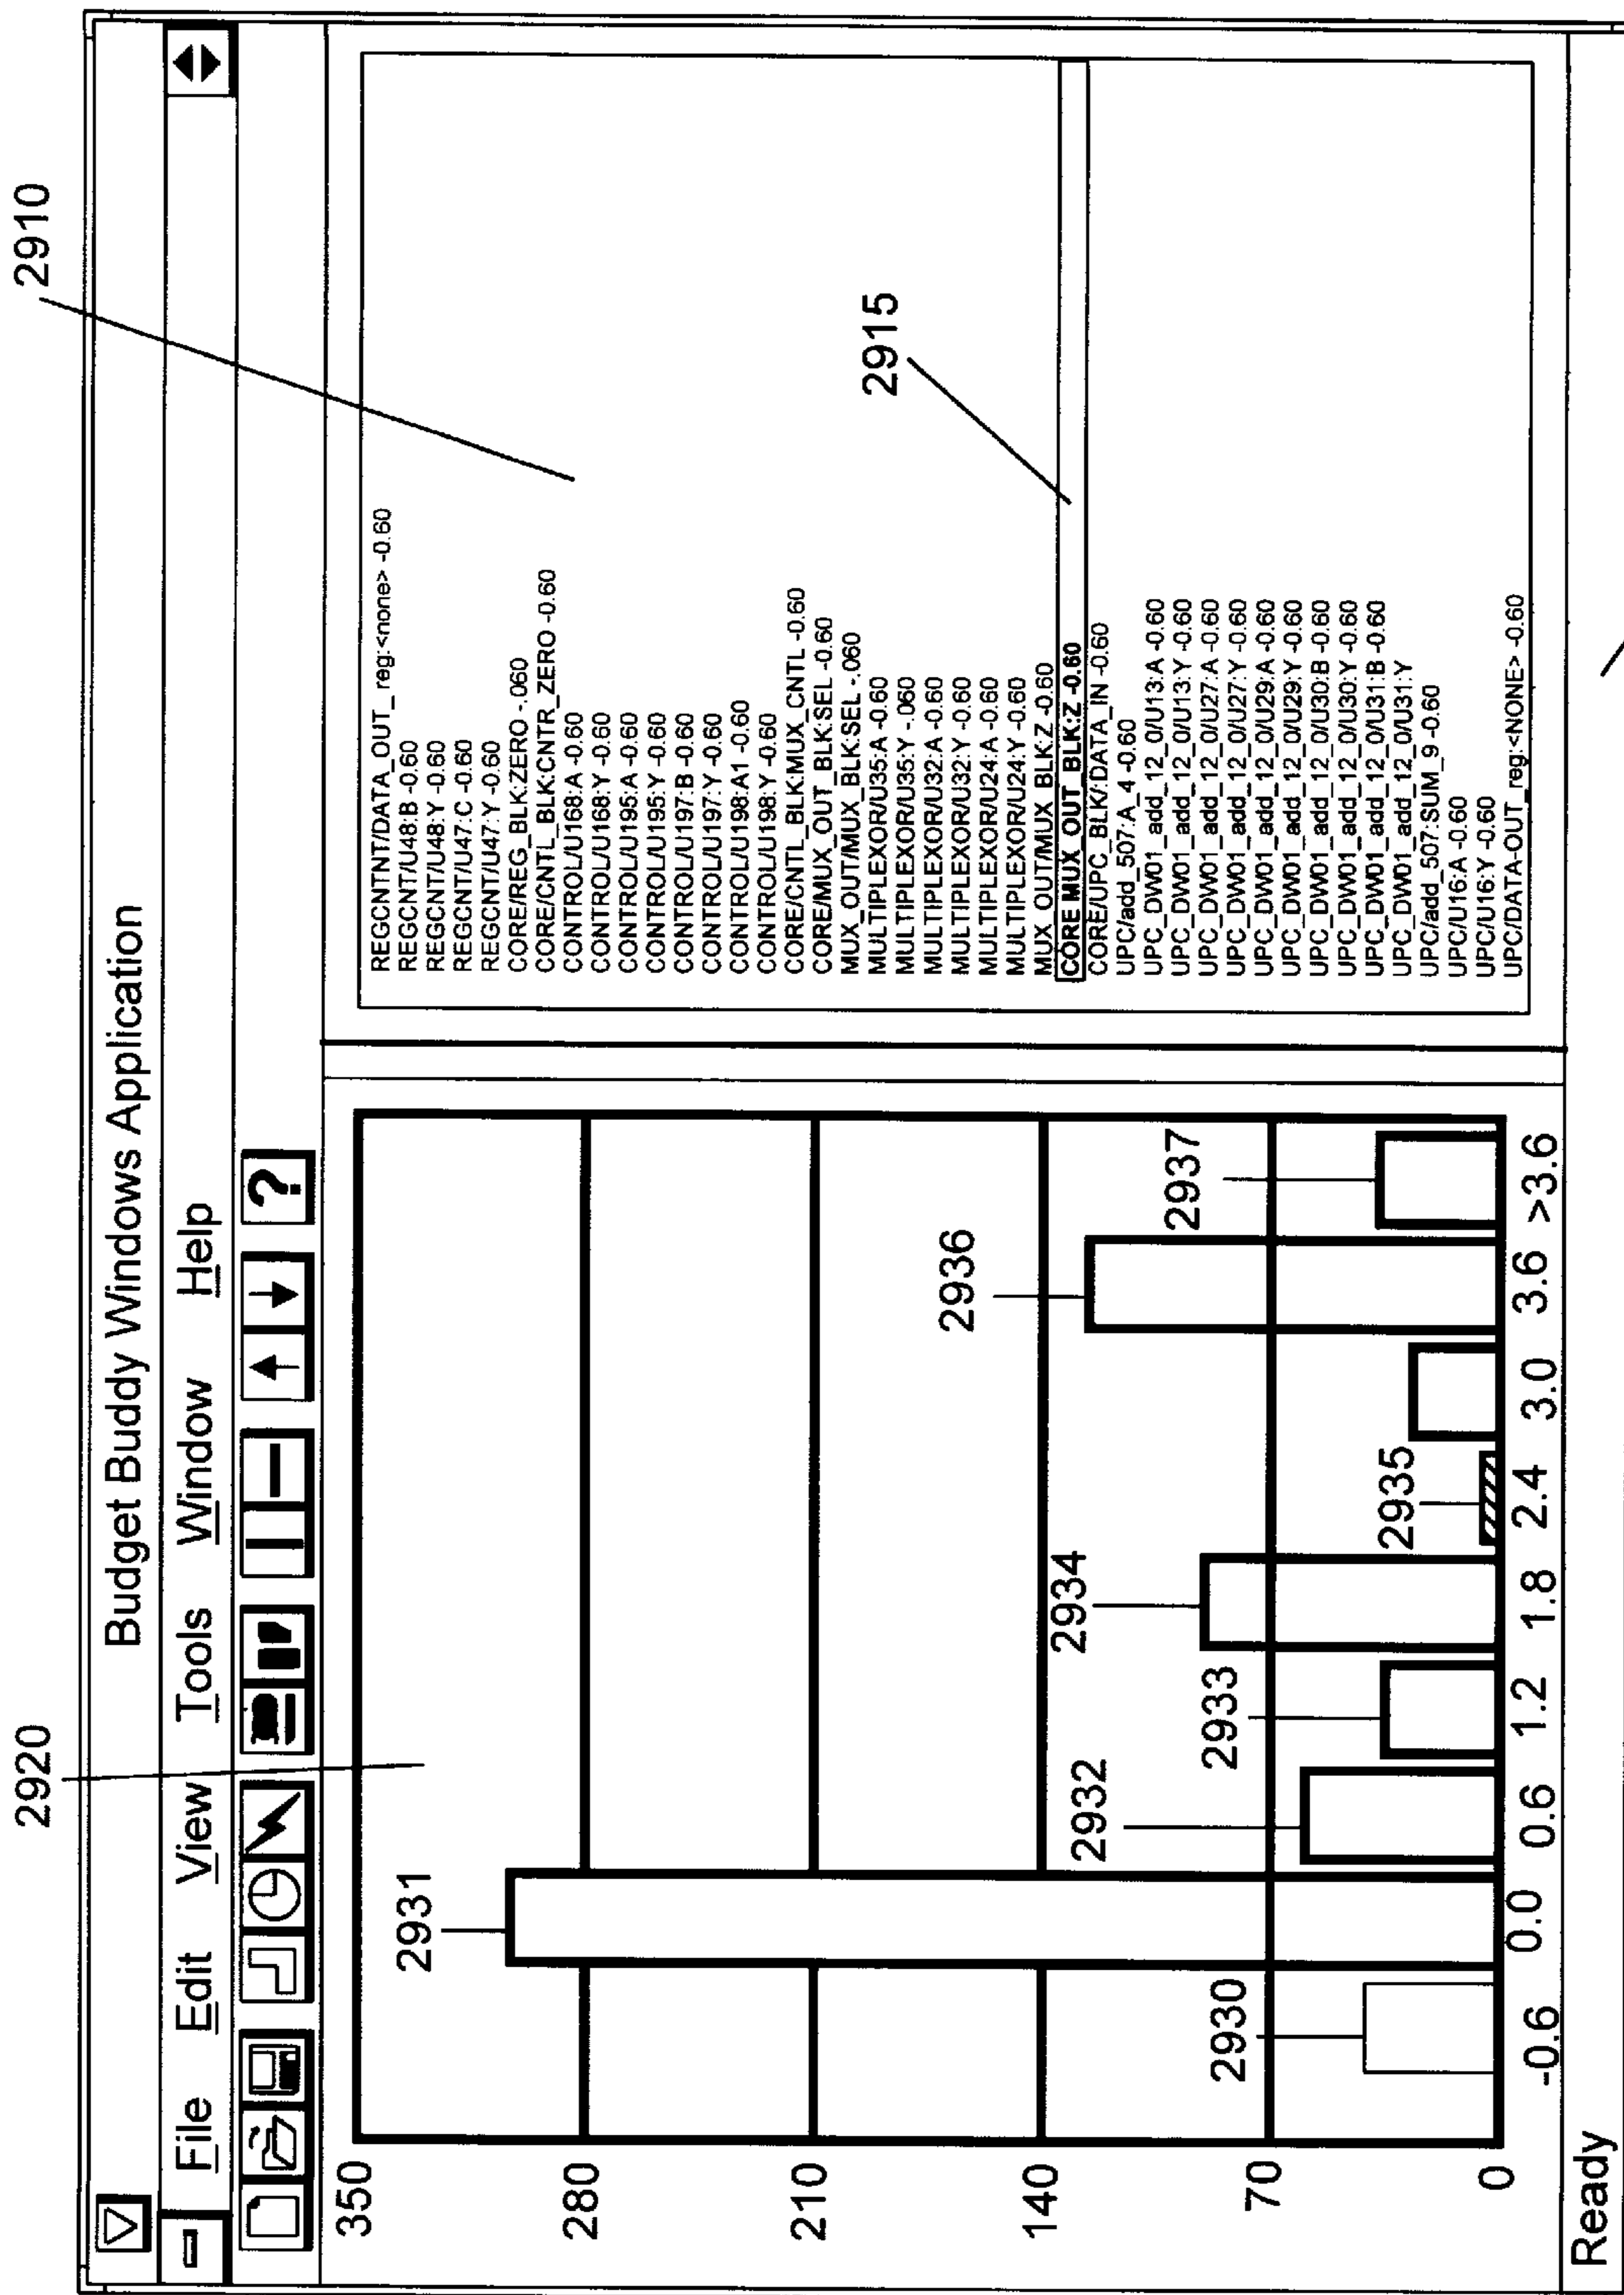 2920
2910
Budget Buddy Windows Application
File Edit View Tools Window Help
?
350
280
210
140
70
0
2931
2930
2932
2933
2934
2935
2936
2937
-0.6 0.0 0.6 1.2 1.8 2.4 3.0 3.6 >3.6
2915
REGCNTNT/DATA_OUT_reg:<none> -0.60
REGCNT/U48:B -0.60
REGCNT/U48:Y -0.60
REGCNT/U47:C -0.60
REGCNT/U47:Y -0.60
CORE/REG_BLK:ZERO -.060
CORE/CNTL_BLK:CNTR_ZERO -0.60
CONTROL/U168:A -0.60
CONTROL/U168:Y -0.60
CONTROL/U195:A -0.60
CONTROL/U195:Y -0.60
CONTROL/U197:B -0.60
CONTROL/U197:Y -0.60
CONTROL/U198:A1 -0.60
CONTROL/U198:Y -0.60
CORE/CNTL_BLK:MUX_CNTL -0.60
CORE/MUX_OUT_BLK:SEL -0.60
MUX_OUT/MUX_BLK:SEL -.060
MULTIPLEXOR/U35:A -0.60
MULTIPLEXOR/U35:Y -.060
MULTIPLEXOR/U32:A -0.60
MULTIPLEXOR/U32:Y -0.60
MULTIPLEXOR/U24:A -0.60
MULTIPLEXOR/U24:Y -0.60
MUX_OUT/MUX_BLK:Z -0.60
CORE MUX_OUT_BLK:Z -0.60
CORE/UPC_BLK/:DATA_IN -0.60
UPC/add_507:A_4 -0.60
UPC_DW01_add_12_0/U13:A -0.60
UPC_DW01_add_12_0/U13:Y -0.60
UPC_DW01_add_12_0/U27:A -0.60
UPC_DW01_add_12_0/U27:Y -0.60
UPC_DW01_add_12_0/U29:A -0.60
UPC_DW01_add_12_0/U29:Y -0.60
UPC_DW01_add_12_0/U30:B -0.60
UPC_DW01_add_12_0/U30:Y -0.60
UPC_DW01_add_12_0/U31:B -0.60
UPC_DW01_add_12_0/U31:Y
UPC/add_507:SUM_9 -0.60
UPC/U16:A -0.60
UPC/U16:Y -0.60
UPC/DATA-OUT_reg:<NONE> -0.60
Ready